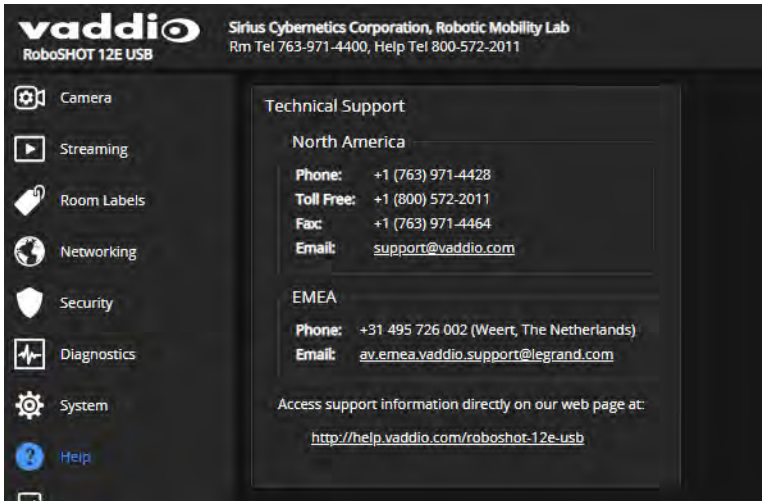 vaddio
RoboSHOT 12E USB
Sirius Cybernetics Corporation, Robotic Mobility Lab
Rm Tel 763-971-4400, Help Tel 800-572-2011
Camera
Streaming
Room Labels
Networking
Security
Diagnostics
System
Help
Technical Support
North America
Phone: +1 (763) 971-4428
Toll Free: +1 (800) 572-2011
Fax: +1 (763) 971-4464
Email: support@vaddio.com
EMEA
Phone: +31 495 726 002 (Weert, The Netherlands)
Email: av.emea.vaddio.support@legrand.com
Access support information directly on our web page at:
http://help.vaddio.com/roboshot-12e-usb